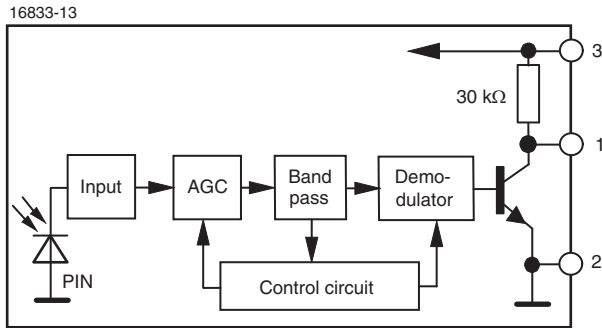 16833-13
3
30 kΩ
1
Input
AGC
Band
pass
Demo-
dulator
2
PIN
Control circuit